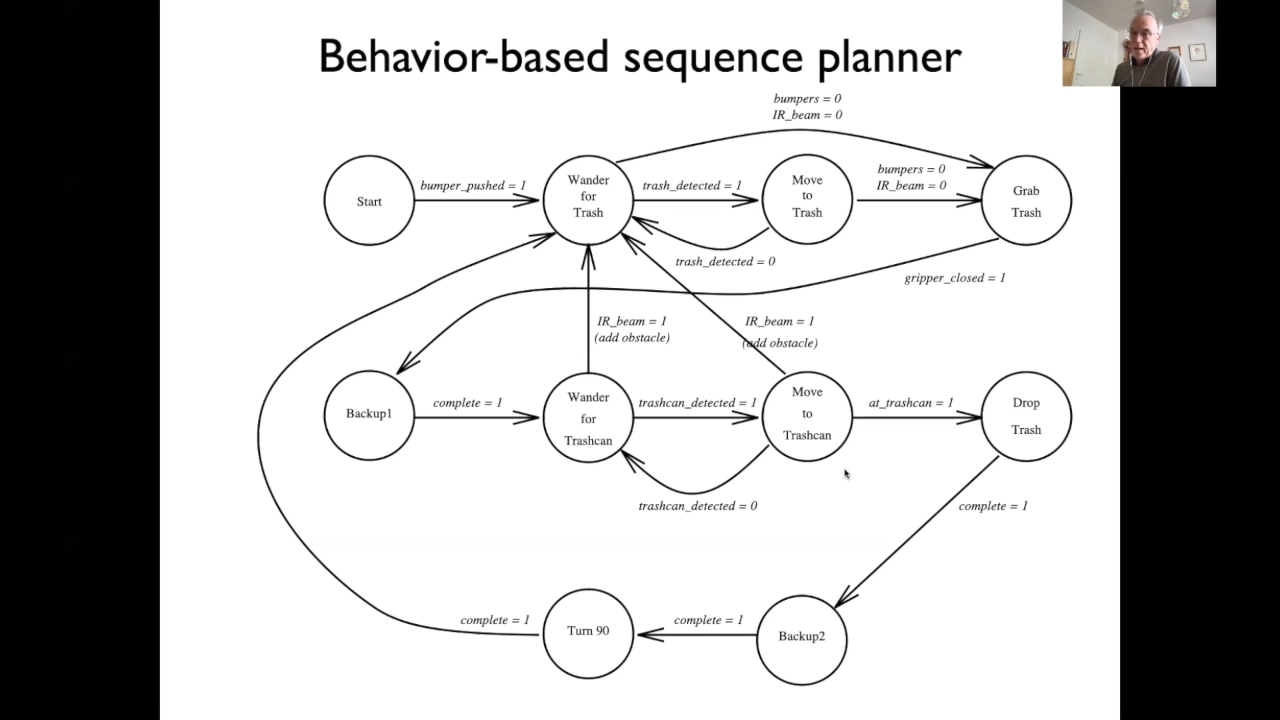 Behavior-based sequence planner
bumpers = 0
IR_beam = 0
Start
bumper_pushed = 1
Wander
for
Trash
trash_detected = 1
Move
to
Trash
bumpers = 0
IR_beam = 0
Grab
Trash
trash_detected = 0
gripper_closed = 1
IR_beam = 1
(add obstacle)
IR_beam = 1
(add obstacle)
Backup1
complete = 1
Wander
for
Trashcan
trashcan_detected = 1
Move
to
Trashcan
at_trashcan = 1
Drop
Trash
trashcan_detected = 0
complete = 1
complete = 1
Turn 90
complete = 1
Backup2